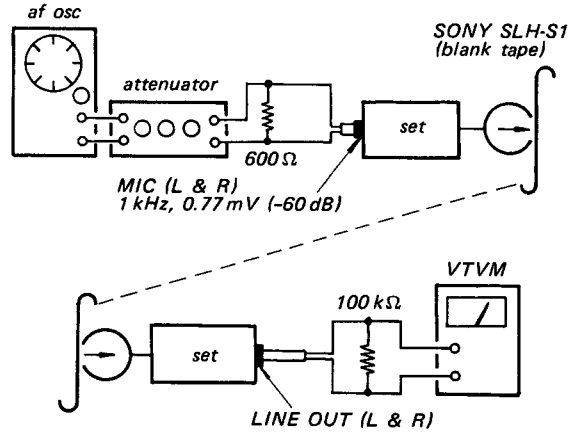 af osc
attenuator
600 Ω
MIC (L & R)
1 kHz, 0.77 mV (-60 dB)
set
SONY SLH-S1
(blank tape)
set
LINE OUT (L & R)
100 kΩ
VTVM